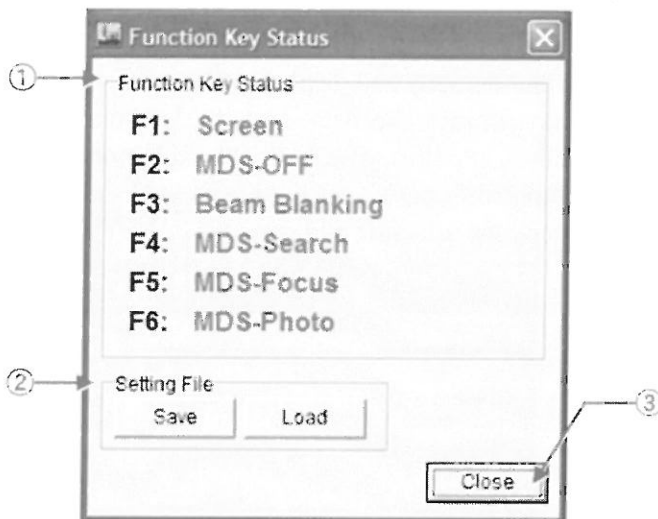 Function Key Status
① Function Key Status
F1: Screen
F2: MDS-OFF
F3: Beam Blanking
F4: MDS-Search
F5: MDS-Focus
F6: MDS-Photo
② Setting File
Save Load
③
Close